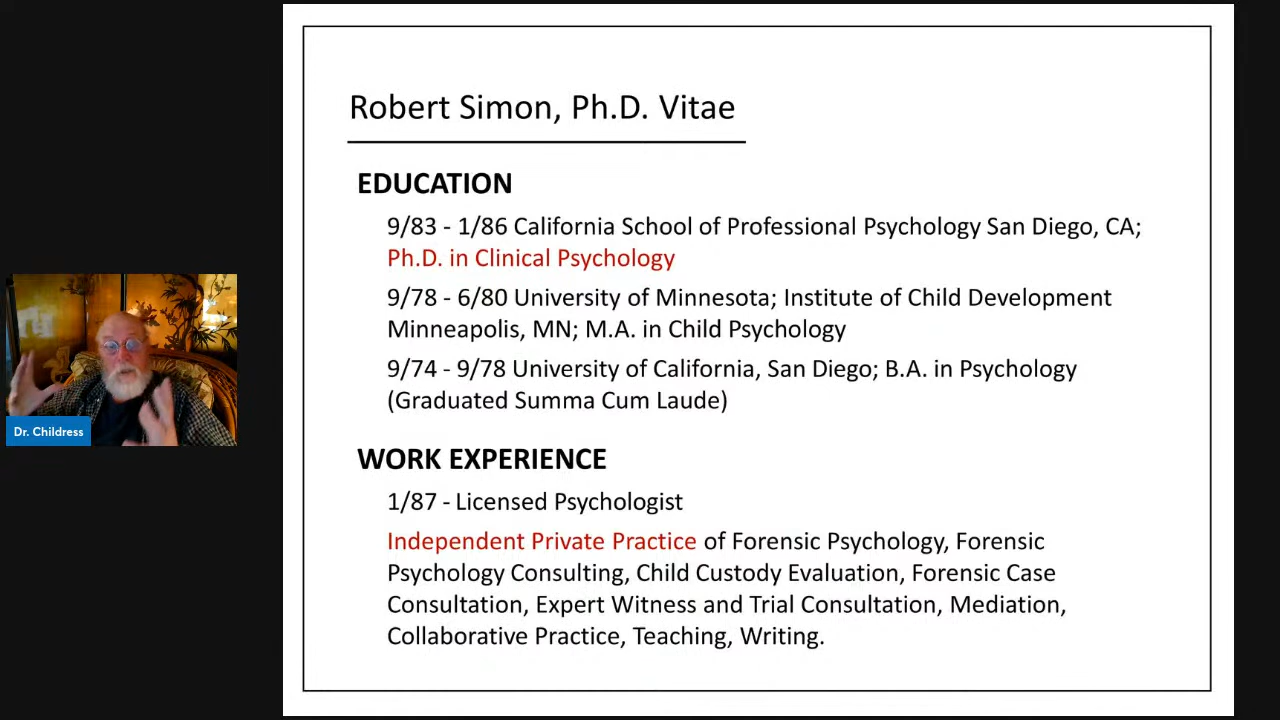 Robert Simon, Ph.D. Vitae
EDUCATION
9/83 - 1/86 California School of Professional Psychology San Diego, CA;
Ph.D. in Clinical Psychology
9/78 - 6/80 University of Minnesota; Institute of Child Development
Minneapolis, MN; M.A. in Child Psychology
9/74 - 9/78 University of California, San Diego; B.A. in Psychology
(Graduated Summa Cum Laude)
WORK EXPERIENCE
1/87 - Licensed Psychologist
Independent Private Practice of Forensic Psychology, Forensic
Psychology Consulting, Child Custody Evaluation, Forensic Case
Consultation, Expert Witness and Trial Consultation, Mediation,
Collaborative Practice, Teaching, Writing.
Dr. Childress